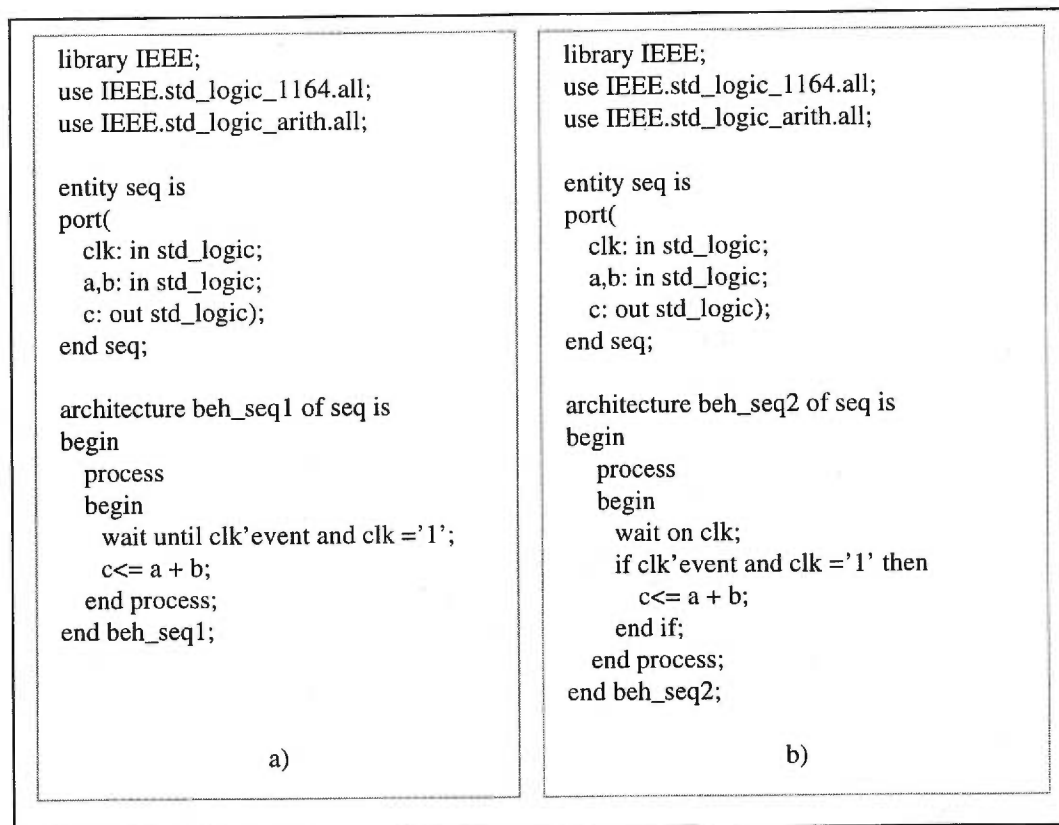 library IEEE;
use IEEE.std_logic_1164.all;
use IEEE.std_logic_arith.all;
entity seq is
port(
clk: in std_logic;
a,b: in std_logic;
c: out std_logic);
end seq;
architecture beh_seq1 of seq is
begin
process
begin
wait until clk’event and clk =’1’;
c<= a + b;
end process;
end beh_seq1;
a)
library IEEE;
use IEEE.std_logic_1164.all;
use IEEE.std_logic_arith.all;
entity seq is
port(
clk: in std_logic;
a,b: in std_logic;
c: out std_logic);
end seq;
architecture beh_seq2 of seq is
begin
process
begin
wait on clk;
if clk’event and clk =’1’ then
c<= a + b;
end if;
end process;
end beh_seq2;
b)